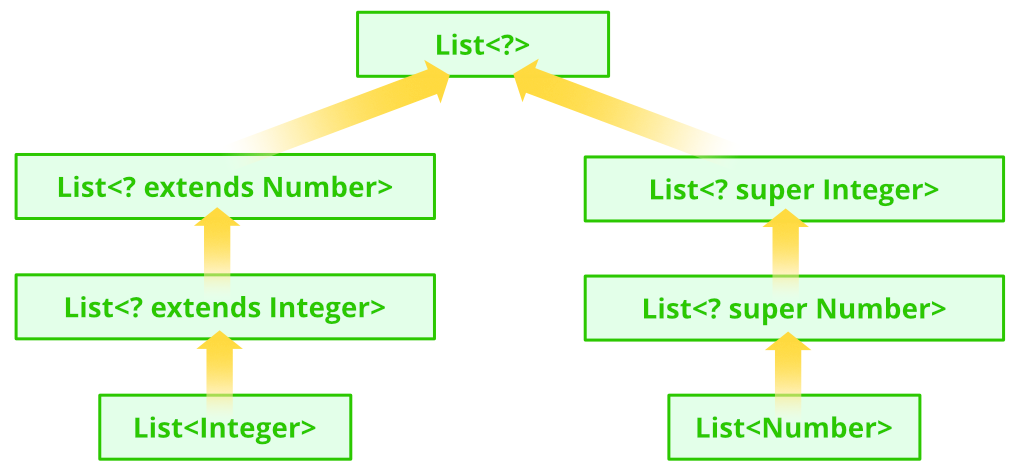 List<?>
List<? extends Number>
List<? super Integer>
List<? extends Integer>
List<? super Number>
List<Integer>
List<Number>